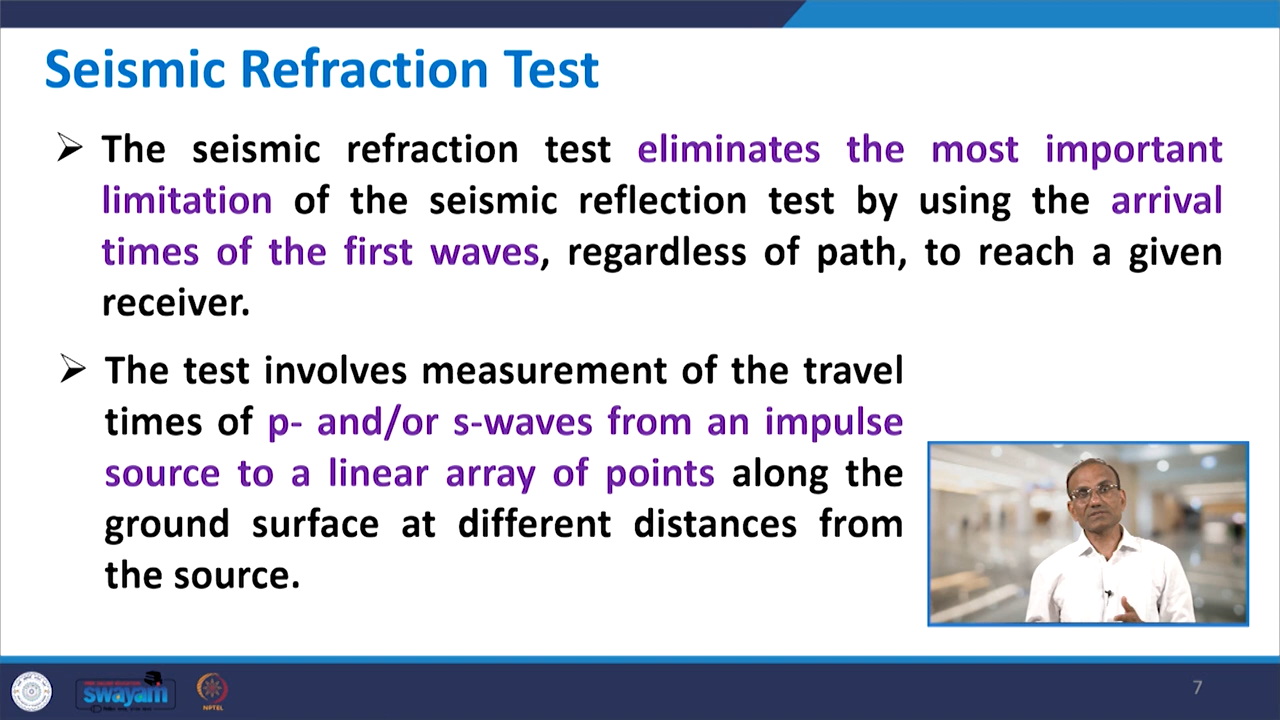 Seismic Refraction Test
➢ The seismic refraction test eliminates the most important
limitation of the seismic reflection test by using the arrival
times of the first waves, regardless of path, to reach a given
receiver.
➢ The test involves measurement of the travel
times of p- and/or s-waves from an impulse
source to a linear array of points along the
ground surface at different distances from
the source.
swayam
NPTEL
7